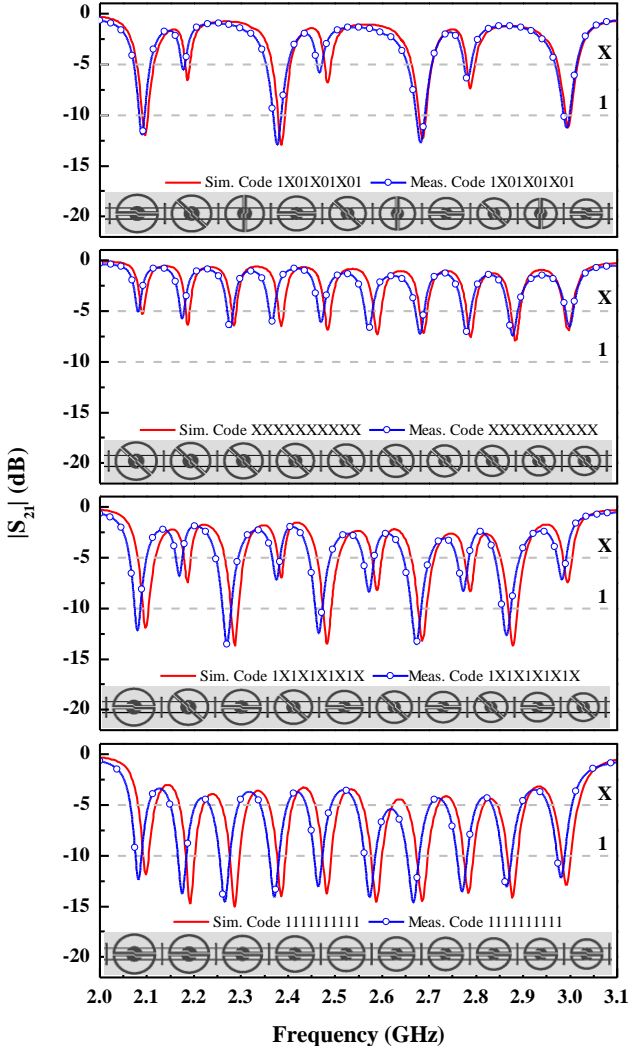 0
-5
X
-10
1
-15
Sim. Code 1X01X01X01 Meas. Code 1X01X01X01
-20
0
-5
X
-10
1
-15
Sim. Code XXXXXXXXXX Meas. Code XXXXXXXXXX
-20
|S21| (dB)
0
-5
X
-10
1
-15
Sim. Code 1X1X1X1X1X Meas. Code 1X1X1X1X1X
-20
0
-5
X
-10
1
-15
Sim. Code 1111111111 Meas. Code 1111111111
-20
2.0 2.1 2.2 2.3 2.4 2.5 2.6 2.7 2.8 2.9 3.0 3.1
Frequency (GHz)